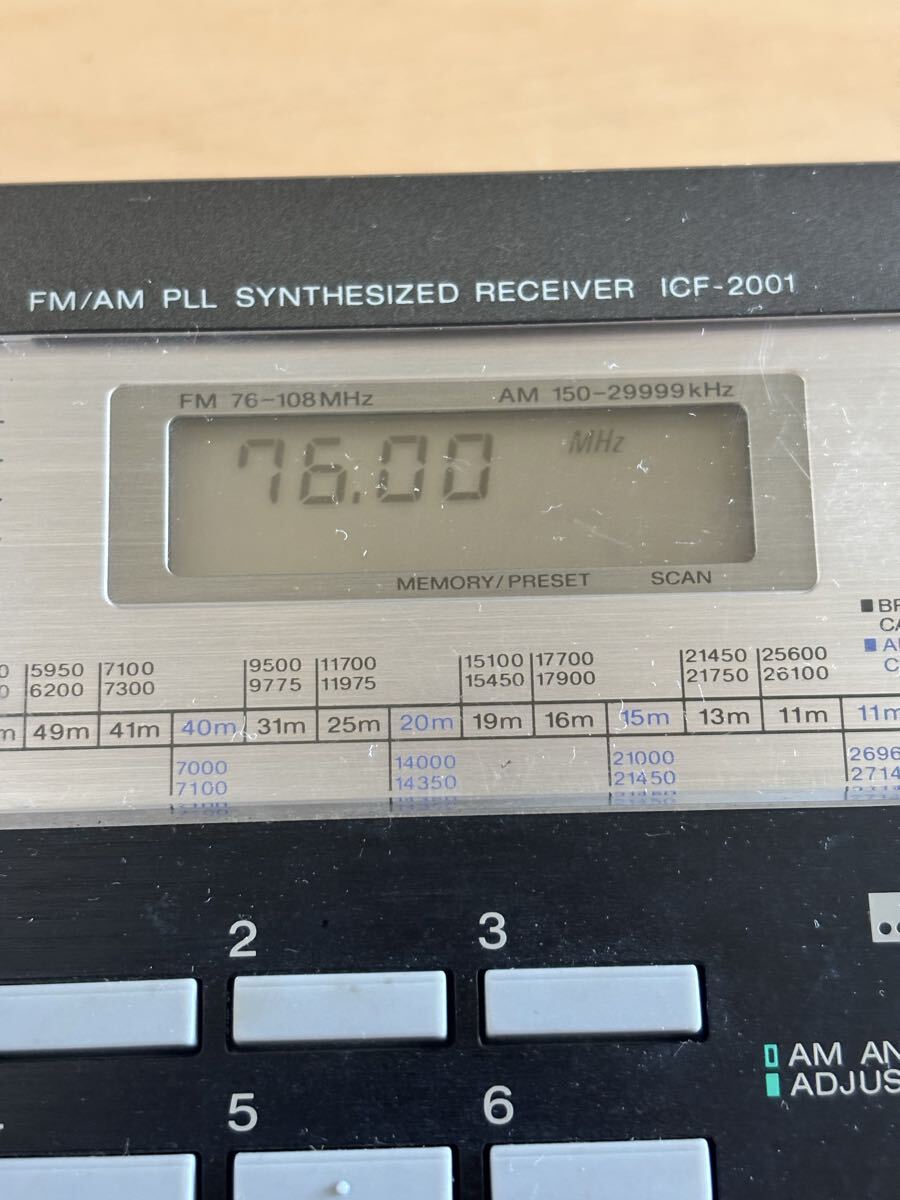 FM/AM PLL SYNTHESIZED RECEIVER ICF-2001
FM 76-108MHz AM 150-29999kHz
76.00 MHz
MEMORY/PRESET SCAN
5950 7100 9500 11700 15100 17700 21450 25600
6200 7300 9775 11975 15450 17900 21750 26100
49m 41m 40m 31m 25m 20m 19m 16m 15m 13m 11m 11m
7000 14000 21000
7100 14350 21450
2 3
5 6
AM